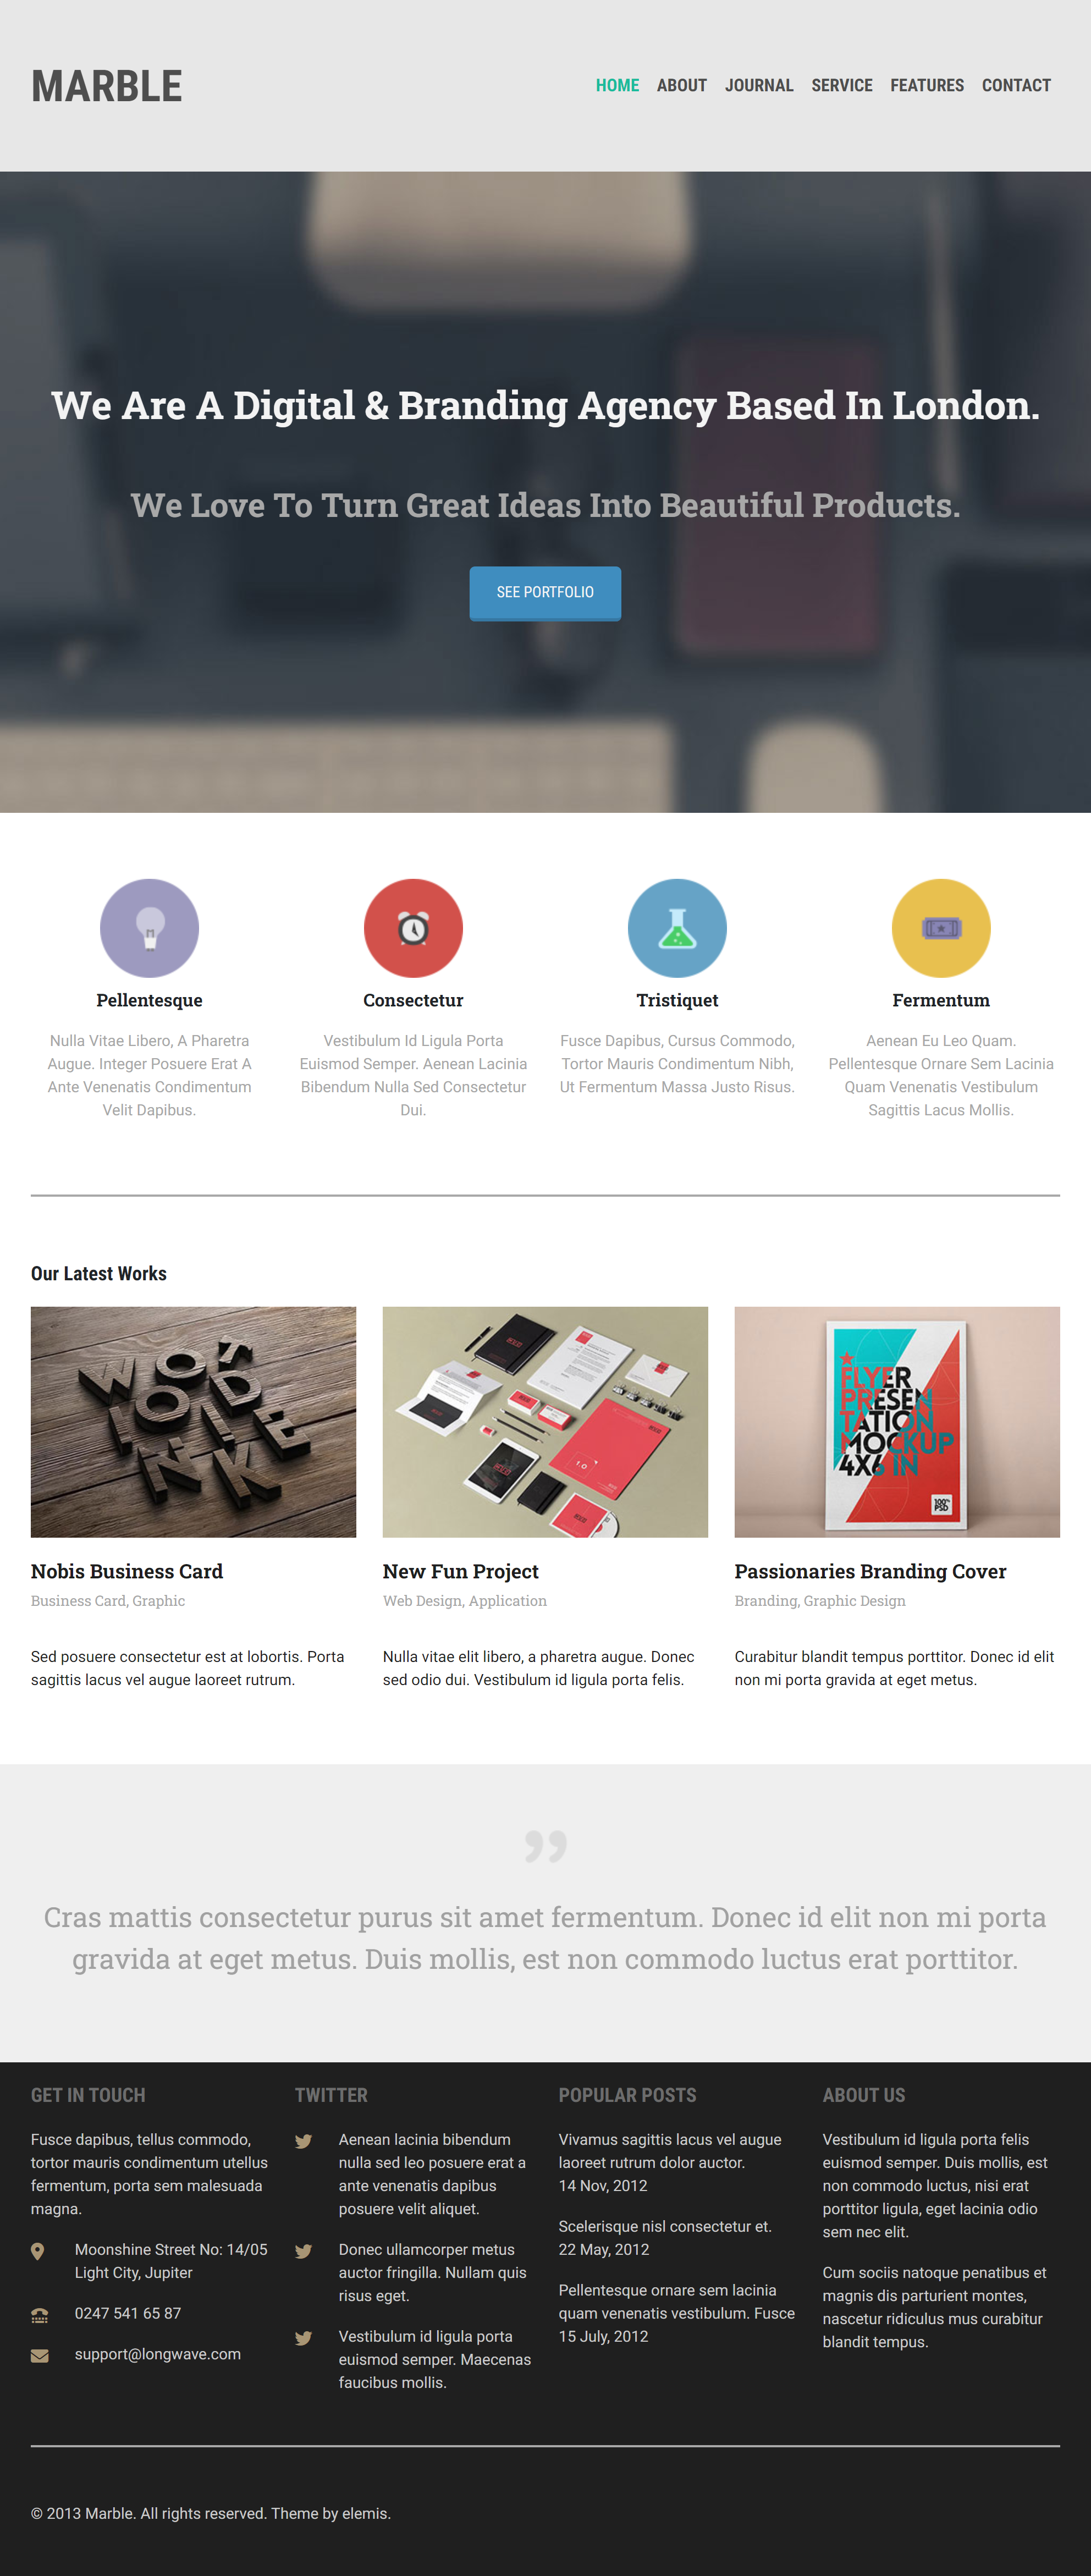 MARBLE
HOME ABOUT JOURNAL SERVICE FEATURES CONTACT
We Are A Digital & Branding Agency Based In London.
We Love To Turn Great Ideas Into Beautiful Products.
SEE PORTFOLIO
Pellentesque
Nulla Vitae Libero, A Pharetra
Augue. Integer Posuere Erat A
Ante Venenatis Condimentum
Velit Dapibus.
Consectetur
Vestibulum Id Ligula Porta
Euismod Semper. Aenean Lacinia
Bibendum Nulla Sed Consectetur
Dui.
Tristiquet
Fusce Dapibus, Cursus Commodo,
Tortor Mauris Condimentum Nibh,
Ut Fermentum Massa Justo Risus.
Fermentum
Aenean Eu Leo Quam.
Pellentesque Ornare Sem Lacinia
Quam Venenatis Vestibulum
Sagittis Lacus Mollis.
Our Latest Works
Nobis Business Card
Business Card, Graphic
Sed posuere consectetur est at lobortis. Porta
sagittis lacus vel augue laoreet rutrum.
New Fun Project
Web Design, Application
Nulla vitae elit libero, a pharetra augue. Donec
sed odio dui. Vestibulum id ligula porta felis.
FLYER
PRESEN
TATION
MOCKUP
4X6 IN
100%
PSD
Passionaries Branding Cover
Branding, Graphic Design
Curabitur blandit tempus porttitor. Donec id elit
non mi porta gravida at eget metus.
”
Cras mattis consectetur purus sit amet fermentum. Donec id elit non mi porta
gravida at eget metus. Duis mollis, est non commodo luctus erat porttitor.
GET IN TOUCH
Fusce dapibus, tellus commodo,
tortor mauris condimentum utellus
fermentum, porta sem malesuada
magna.
Moonshine Street No: 14/05
Light City, Jupiter
0247 541 65 87
support@longwave.com
TWITTER
Aenean lacinia bibendum
nulla sed leo posuere erat a
ante venenatis dapibus
posuere velit aliquet.
Donec ullamcorper metus
auctor fringilla. Nullam quis
risus eget.
Vestibulum id ligula porta
euismod semper. Maecenas
faucibus mollis.
POPULAR POSTS
Vivamus sagittis lacus vel augue
laoreet rutrum dolor auctor.
14 Nov, 2012
Scelerisque nisl consectetur et.
22 May, 2012
Pellentesque ornare sem lacinia
quam venenatis vestibulum. Fusce
15 July, 2012
ABOUT US
Vestibulum id ligula porta felis
euismod semper. Duis mollis, est
non commodo luctus, nisi erat
porttitor ligula, eget lacinia odio
sem nec elit.
Cum sociis natoque penatibus et
magnis dis parturient montes,
nascetur ridiculus mus curabitur
blandit tempus.
© 2013 Marble. All rights reserved. Theme by elemis.